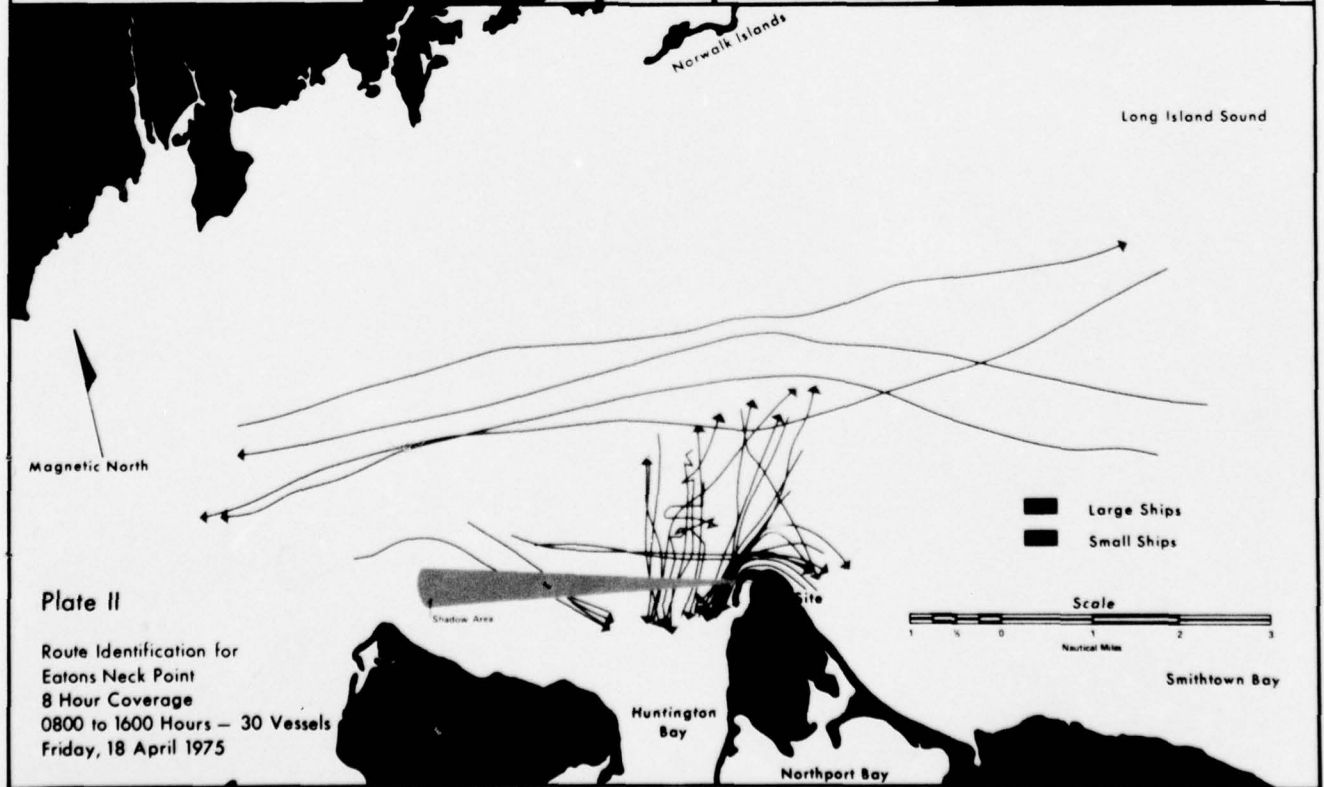 Norwalk Islands
Long Island Sound
Magnetic North
Large Ships
Small Ships
Plate II
Site
Scale
Shadow Area
1 ½ 0 1 2 3
Nautical Miles
Route Identification for
Eatons Neck Point
8 Hour Coverage
0800 to 1600 Hours — 30 Vessels
Friday, 18 April 1975
Smithtown Bay
Huntington
Bay
Northport Bay